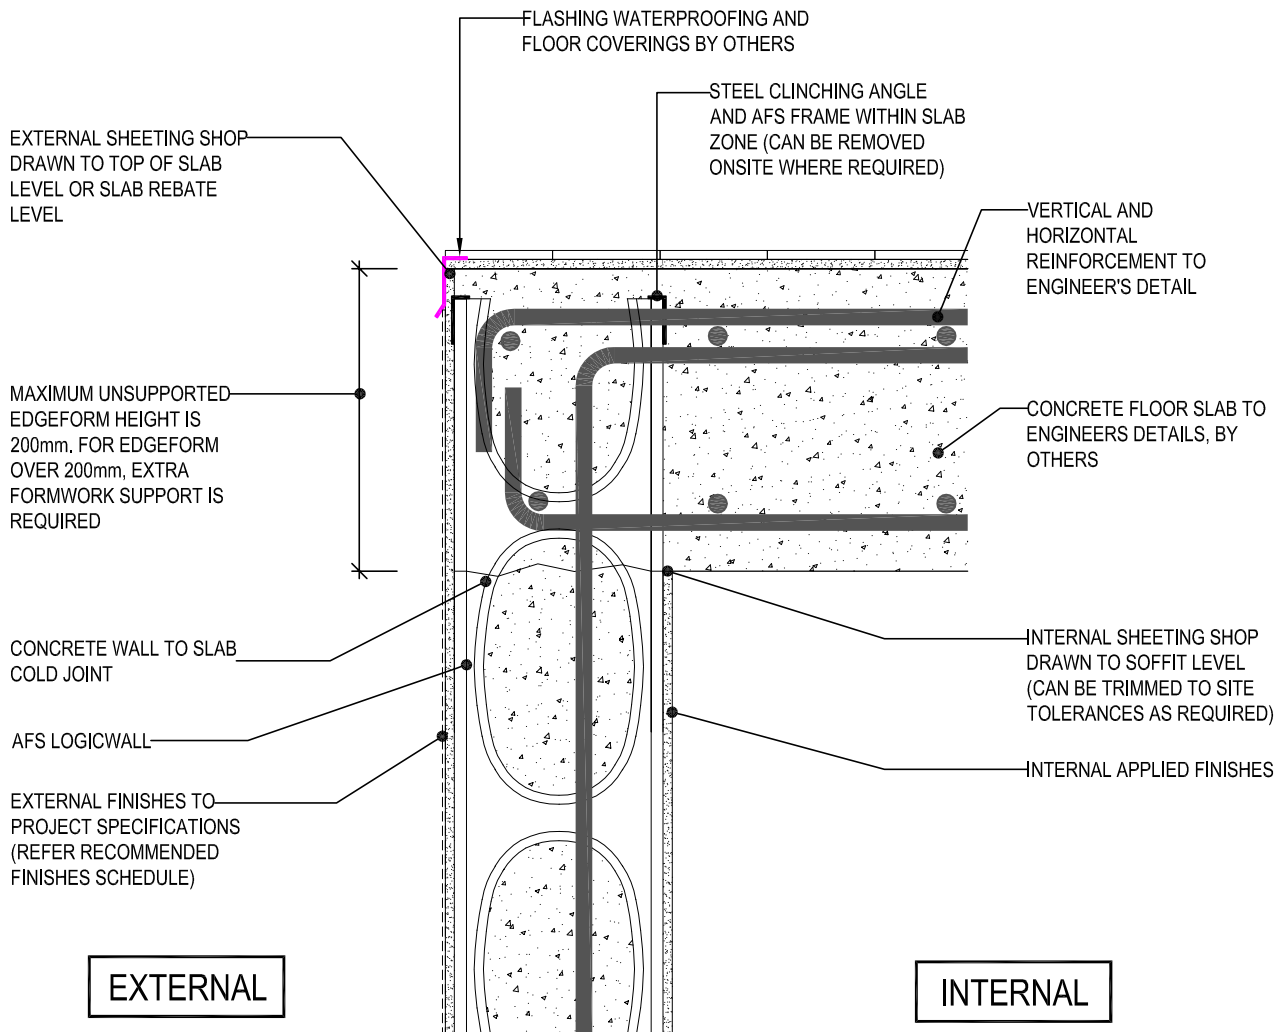 FLASHING WATERPROOFING AND
FLOOR COVERINGS BY OTHERS
STEEL CLINCHING ANGLE
AND AFS FRAME WITHIN SLAB
ZONE (CAN BE REMOVED
ONSITE WHERE REQUIRED)
EXTERNAL SHEETING SHOP
DRAWN TO TOP OF SLAB
LEVEL OR SLAB REBATE
LEVEL
VERTICAL AND
HORIZONTAL
REINFORCEMENT TO
ENGINEER'S DETAIL
MAXIMUM UNSUPPORTED
EDGEFORM HEIGHT IS
200mm. FOR EDGEFORM
OVER 200mm, EXTRA
FORMWORK SUPPORT IS
REQUIRED
CONCRETE FLOOR SLAB TO
ENGINEERS DETAILS, BY
OTHERS
CONCRETE WALL TO SLAB
COLD JOINT
INTERNAL SHEETING SHOP
DRAWN TO SOFFIT LEVEL
(CAN BE TRIMMED TO SITE
TOLERANCES AS REQUIRED)
AFS LOGICWALL
INTERNAL APPLIED FINISHES
EXTERNAL FINISHES TO
PROJECT SPECIFICATIONS
(REFER RECOMMENDED
FINISHES SCHEDULE)
EXTERNAL
INTERNAL